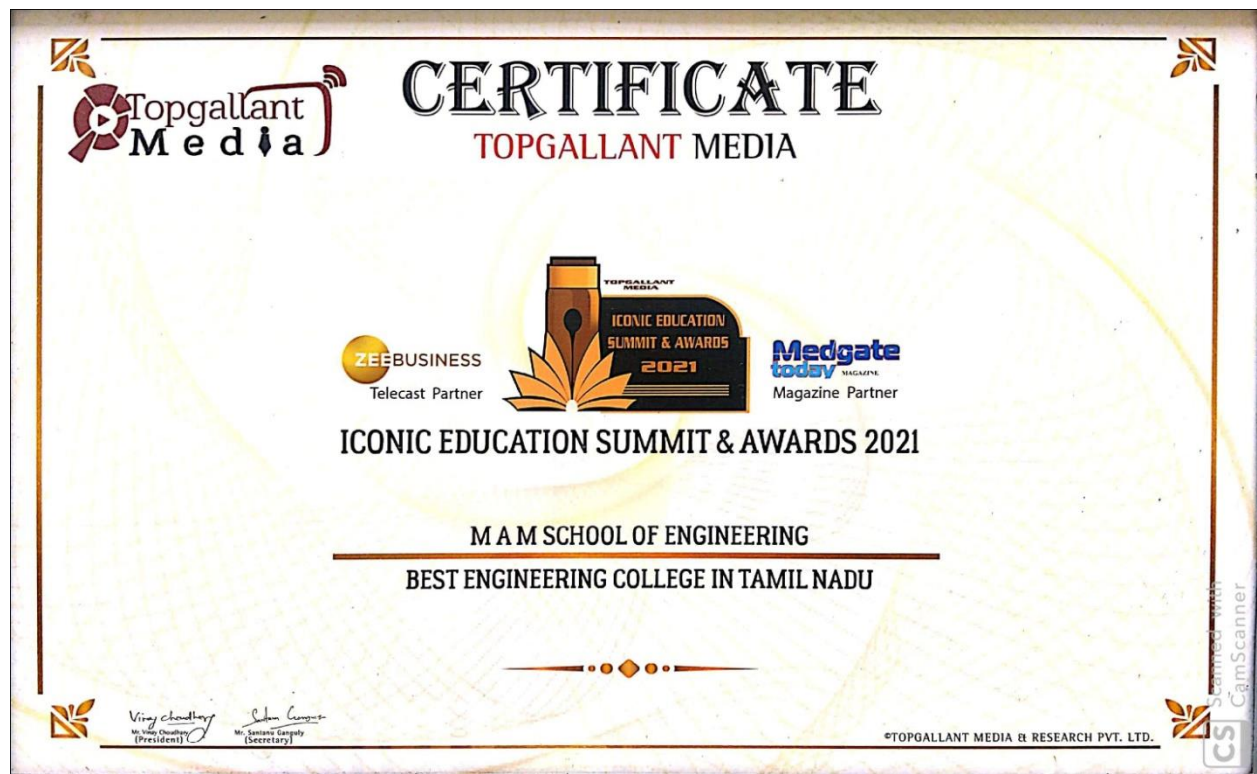 Topgallant
Media
CERTIFICATE
TOPGALLANT MEDIA
TOPGALLANT
MEDIA
ICONIC EDUCATION
SUMMIT & AWARDS
2021
ZEEBUSINESS
Telecast Partner
Medgate
today MAGAZINE
Magazine Partner
ICONIC EDUCATION SUMMIT & AWARDS 2021
M A M SCHOOL OF ENGINEERING
BEST ENGINEERING COLLEGE IN TAMIL NADU
Vinay Choudhary
Mr. Vinay Choudhary
(President)
Mr. Santanu Ganguly
(Secretary)
©TOPGALLANT MEDIA & RESEARCH PVT. LTD.
CS Scanned with
CamScanner